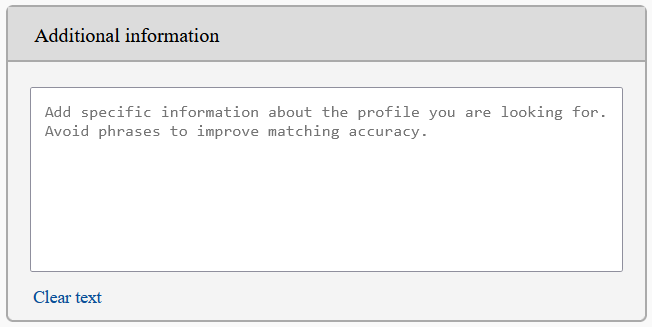 Additional information
Add specific information about the profile you are looking for.
Avoid phrases to improve matching accuracy.
Clear text